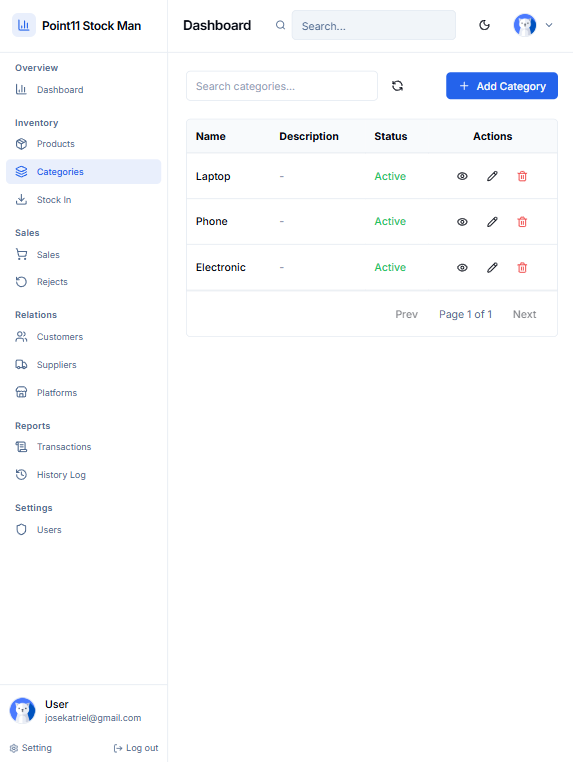 Point11 Stock Man
Overview
Dashboard
Inventory
Products
Categories
Stock In
Sales
Sales
Rejects
Relations
Customers
Suppliers
Platforms
Reports
Transactions
History Log
Settings
Users
User
josekatriel@gmail.com
Setting Log out
Dashboard Search...
Search categories... + Add Category
Name Description Status Actions
Laptop - Active
Phone - Active
Electronic - Active
Prev Page 1 of 1 Next